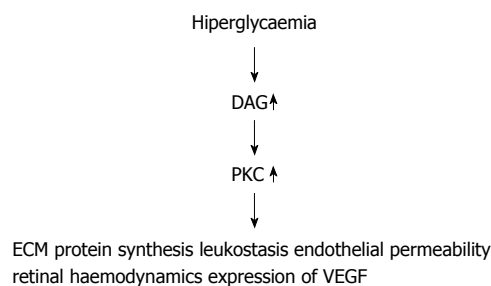 Hiperglycaemia
DAG↑
PKC ↑
ECM protein synthesis leukostasis endothelial permeability
retinal haemodynamics expression of VEGF